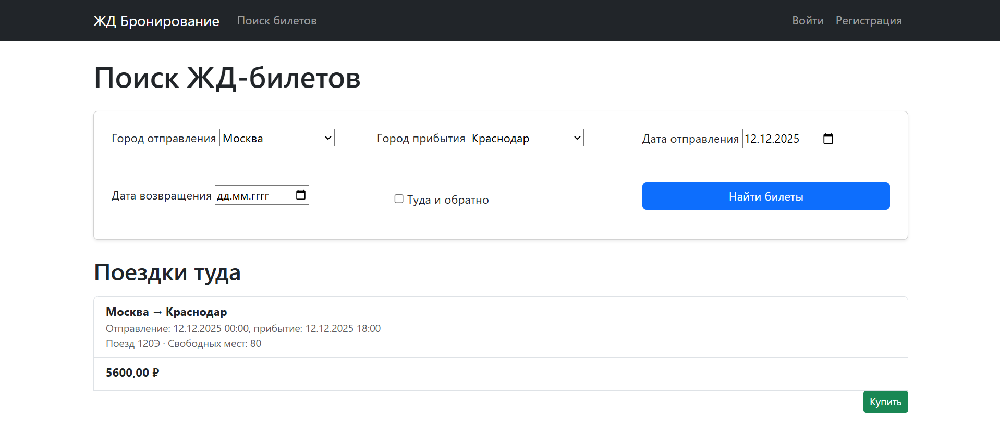 ЖД Бронирование Поиск билетов Войти Регистрация
Поиск ЖД-билетов
Город отправления Москва Город прибытия Краснодар Дата отправления 12.12.2025
Дата возвращения дд.мм.гггг Туда и обратно Найти билеты
Поездки туда
Москва → Краснодар
Отправление: 12.12.2025 00:00, прибытие: 12.12.2025 18:00
Поезд 120Э · Свободных мест: 80
5600,00 ₽
Купить